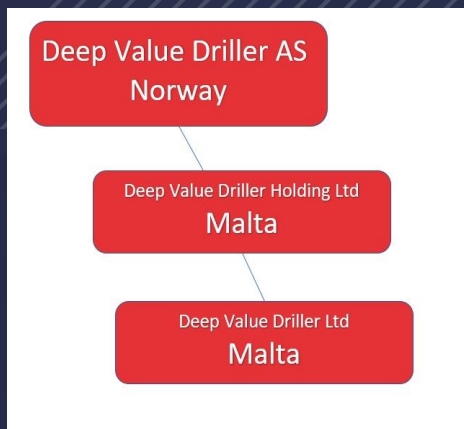 Deep Value Driller AS
Norway
Deep Value Driller Holding Ltd
Malta
Deep Value Driller Ltd
Malta